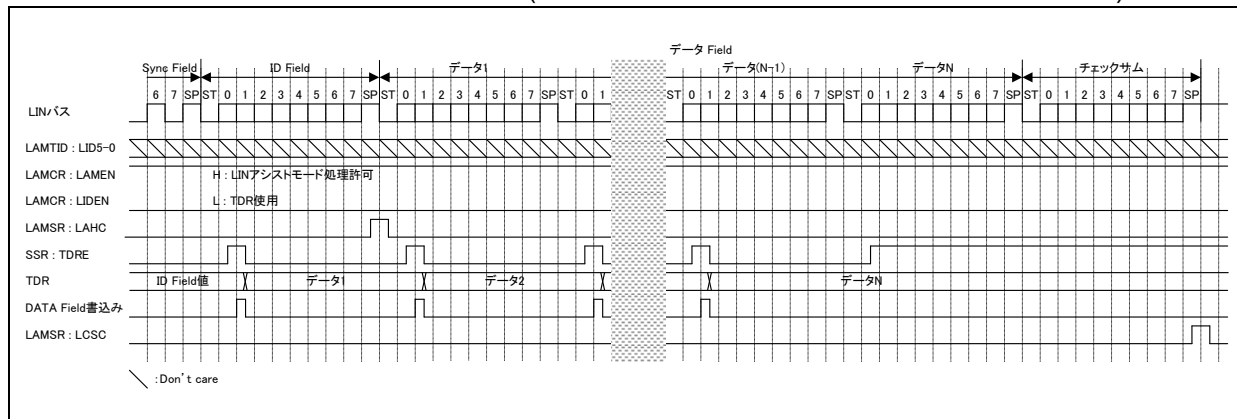 データ Field
Sync Field ID Field データ1 データ(N-1) データN チェックサム
6 7 SP ST 0 1 2 3 4 5 6 7 SP ST 0 1 2 3 4 5 6 7 SP ST 0 1 ST 0 1 2 3 4 5 6 7 SP ST 0 1 2 3 4 5 6 7 SP ST 0 1 2 3 4 5 6 7 SP
LINバス
LAMTID : LID5-0
LAMCR : LAMEN H : LINアシストモード処理許可
LAMCR : LIDEN L : TDR使用
LAMSR : LAHC
SSR : TDRE
TDR ID Field値 データ1 データ2 データN
DATA Field書込み
LAMSR : LCSC
:Don't care